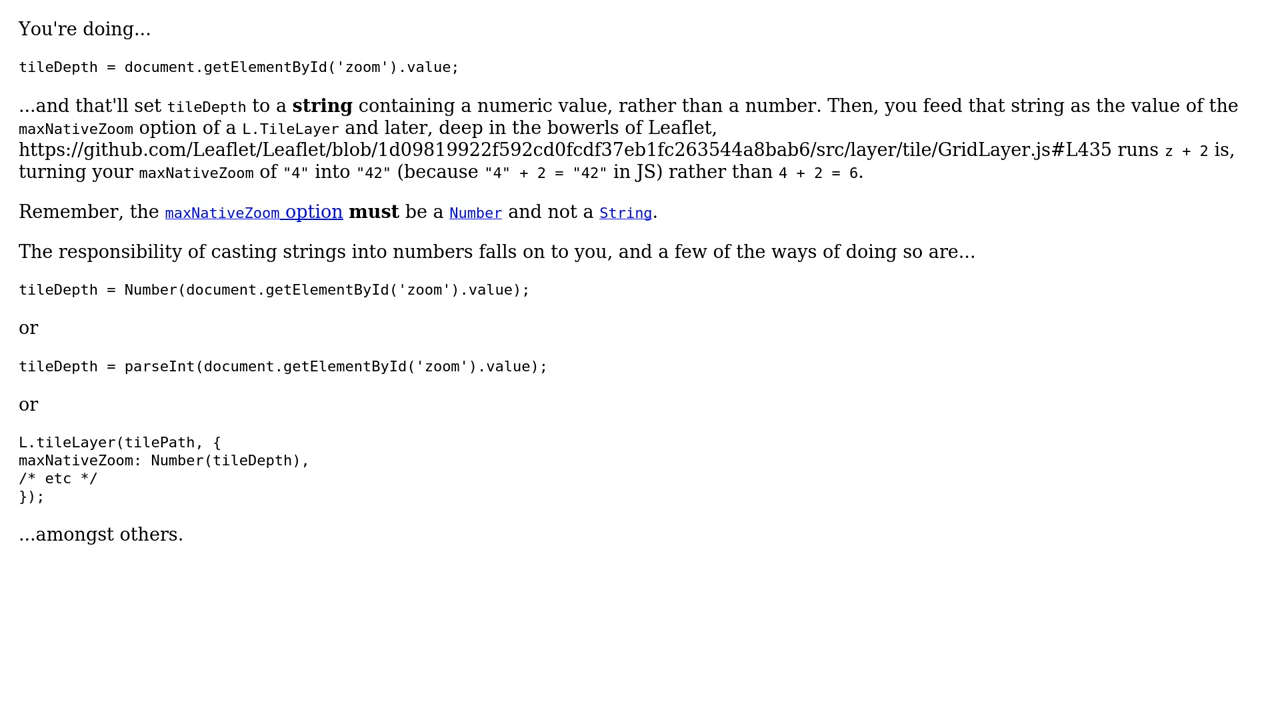 You're doing...
tileDepth = document.getElementById('zoom').value;
...and that'll set tileDepth to a string containing a numeric value, rather than a number. Then, you feed that string as the value of the
maxNativeZoom option of a L.TileLayer and later, deep in the bowerls of Leaflet,
https://github.com/Leaflet/Leaflet/blob/1d09819922f592cd0fcdf37eb1fc263544a8bab6/src/layer/tile/GridLayer.js#L435 runs z + 2 is,
turning your maxNativeZoom of "4" into "42" (because "4" + 2 = "42" in JS) rather than 4 + 2 = 6.
Remember, the maxNativeZoom option must be a Number and not a String.
The responsibility of casting strings into numbers falls on to you, and a few of the ways of doing so are...
tileDepth = Number(document.getElementById('zoom').value);
or
tileDepth = parseInt(document.getElementById('zoom').value);
or
L.tileLayer(tilePath, {
maxNativeZoom: Number(tileDepth),
/* etc */
});
...amongst others.